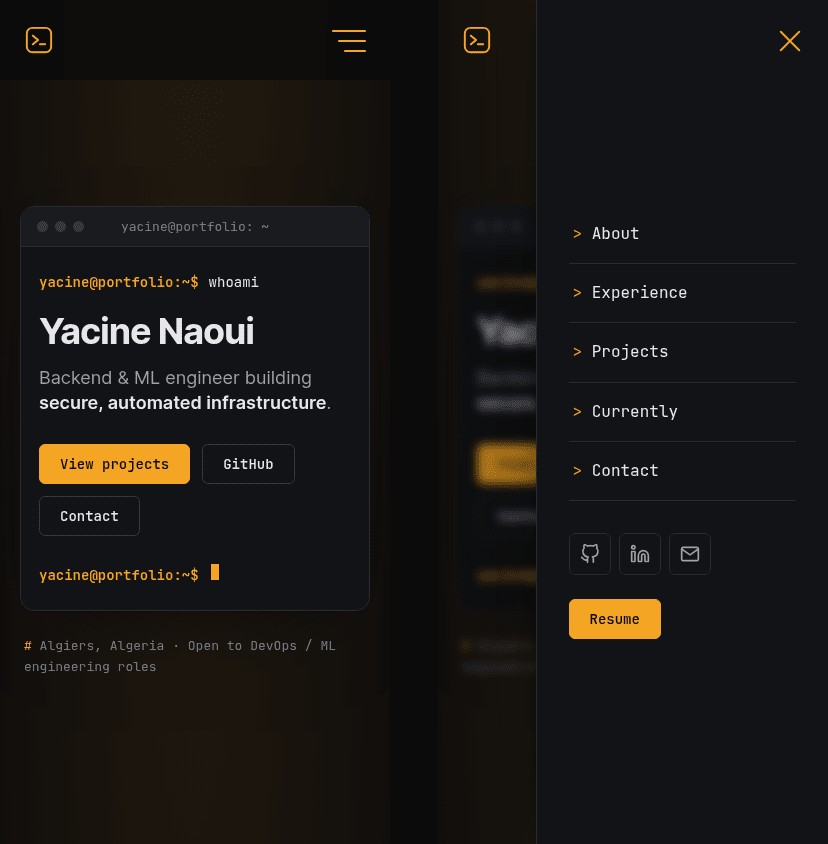 yacine@portfolio: ~
yacine@portfolio:~$ whoami
Yacine Naoui
Backend & ML engineer building
secure, automated infrastructure.
View projects
GitHub
Contact
yacine@portfolio:~$
# Algiers, Algeria · Open to DevOps / ML
engineering roles
> About
> Experience
> Projects
> Currently
> Contact
Resume